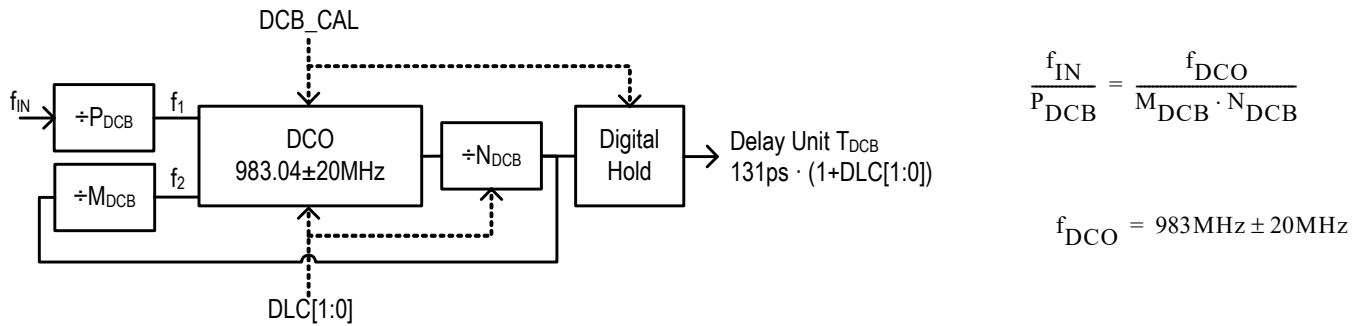 DCB_CAL
fIN
÷PDCB
f1
DCO
983.04±20MHz
÷NDCB
Digital
Hold
Delay Unit TDCB
131ps · (1+DLC[1:0])
÷MDCB
f2
DLC[1:0]
fIN / PDCB = fDCO / MDCB · NDCB
fDCO = 983MHz ± 20MHz